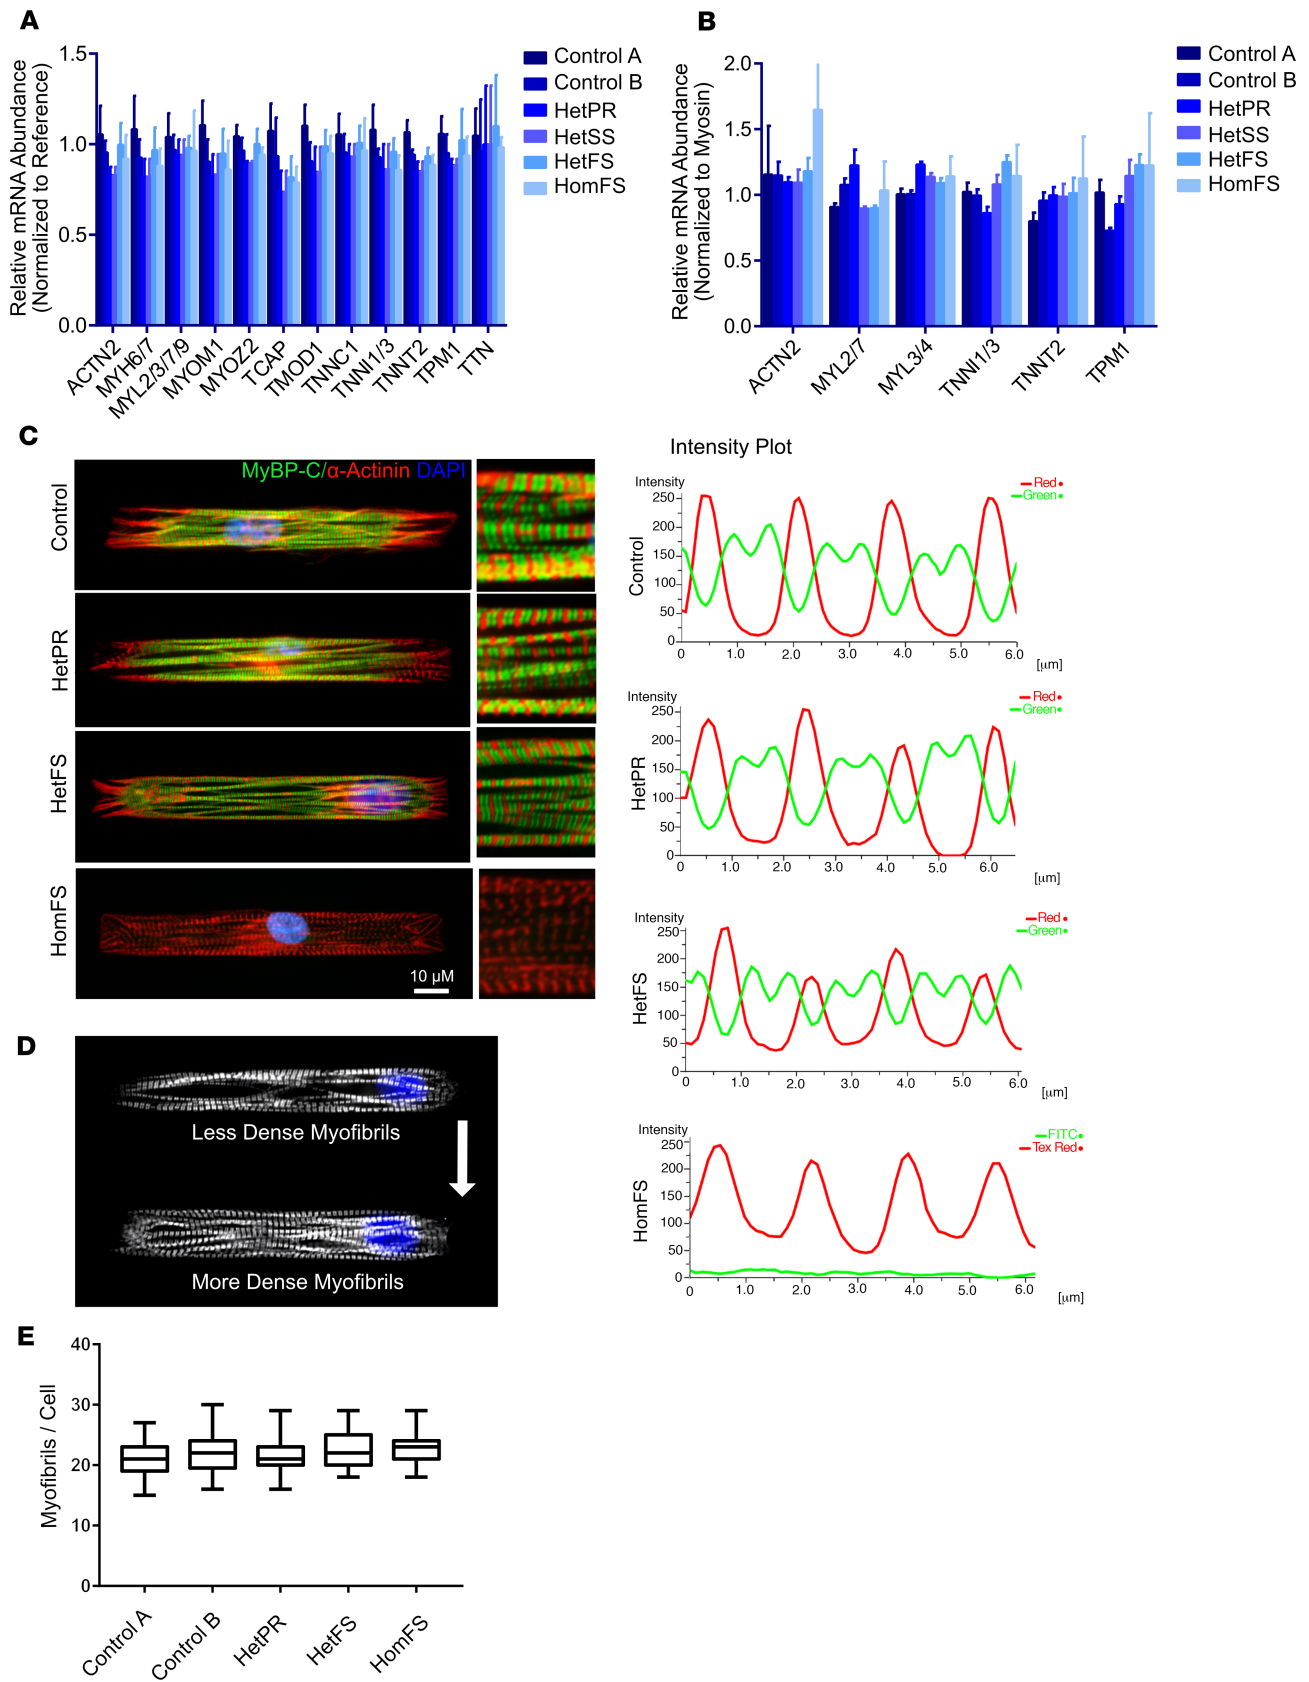 A
Relative mRNA Abundance
(Normalized to Reference)
1.5
1.0
0.5
0.0
ACTN2
MYH6/7
MYL2/3/7/9
MYOM1
MYOZ2
TCAP
TMOD1
TNNC1
TNNI1/3
TNNT2
TPM1
TTN
Control A
Control B
HetPR
HetSS
HetFS
HomFS
B
Relative mRNA Abundance
(Normalized to Myosin)
2.0
1.5
1.0
0.5
0.0
ACTN2
MYL2/7
MYL3/4
TNNI1/3
TNNT2
TPM1
Control A
Control B
HetPR
HetSS
HetFS
HomFS
C
MyBP-C/α-Actinin DAPI
Control
HetPR
HetFS
HomFS
10 μM
Intensity Plot
Control
Intensity
Red
Green
250
200
150
100
50
0
0 1.0 2.0 3.0 4.0 5.0 6.0
[μm]
HetPR
Intensity
Red
Green
250
200
150
100
50
0
0 1.0 2.0 3.0 4.0 5.0 6.0
[μm]
HetFS
Intensity
Red
Green
250
200
150
100
50
0
0 1.0 2.0 3.0 4.0 5.0 6.0
[μm]
HomFS
Intensity
FITC
Tex Red
250
200
150
100
50
0
0 1.0 2.0 3.0 4.0 5.0 6.0
[μm]
D
Less Dense Myofibrils
More Dense Myofibrils
E
Myofibrils / Cell
40
30
20
10
0
Control A
Control B
HetPR
HetFS
HomFS